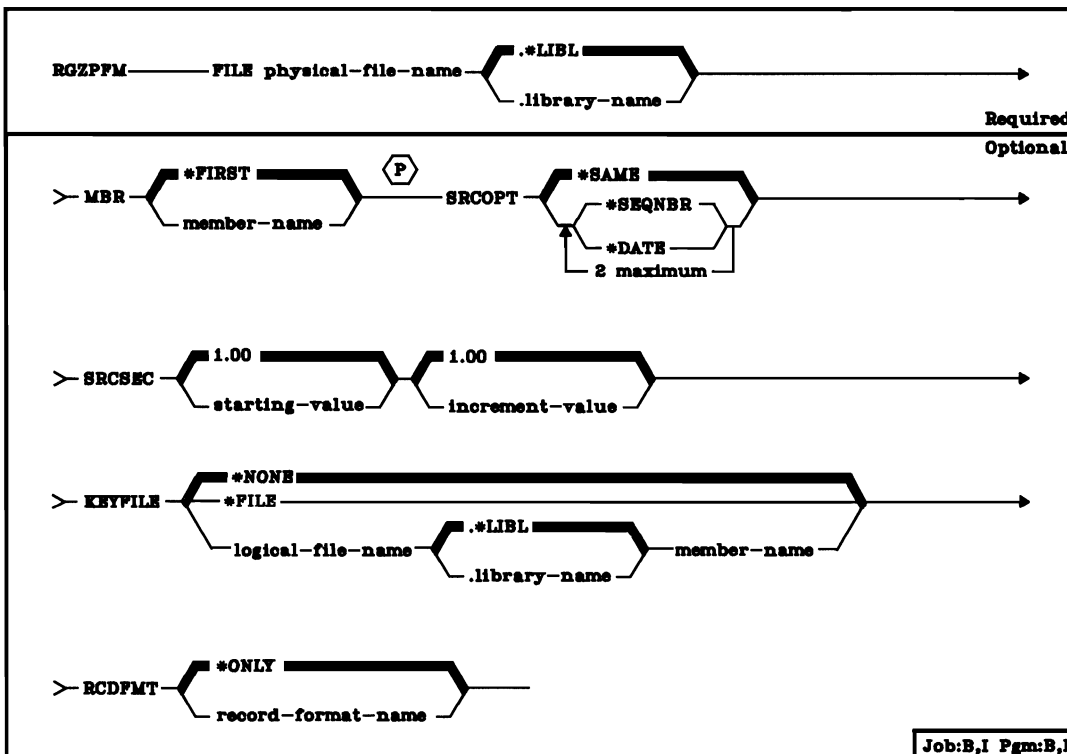 .*LIBL
RGZPFM FILE physical-file-name
.library-name
Required
Optional
*FIRST P *SAME
MBR SRCOPT *SEQNBR
member-name *DATE
2 maximum
1.00 1.00
SRCSEC
starting-value increment-value
*NONE
KEYFILE *FILE
.*LIBL
logical-file-name member-name
.library-name
*ONLY
RCDFMT
record-format-name
Job:B,I Pgm:B,